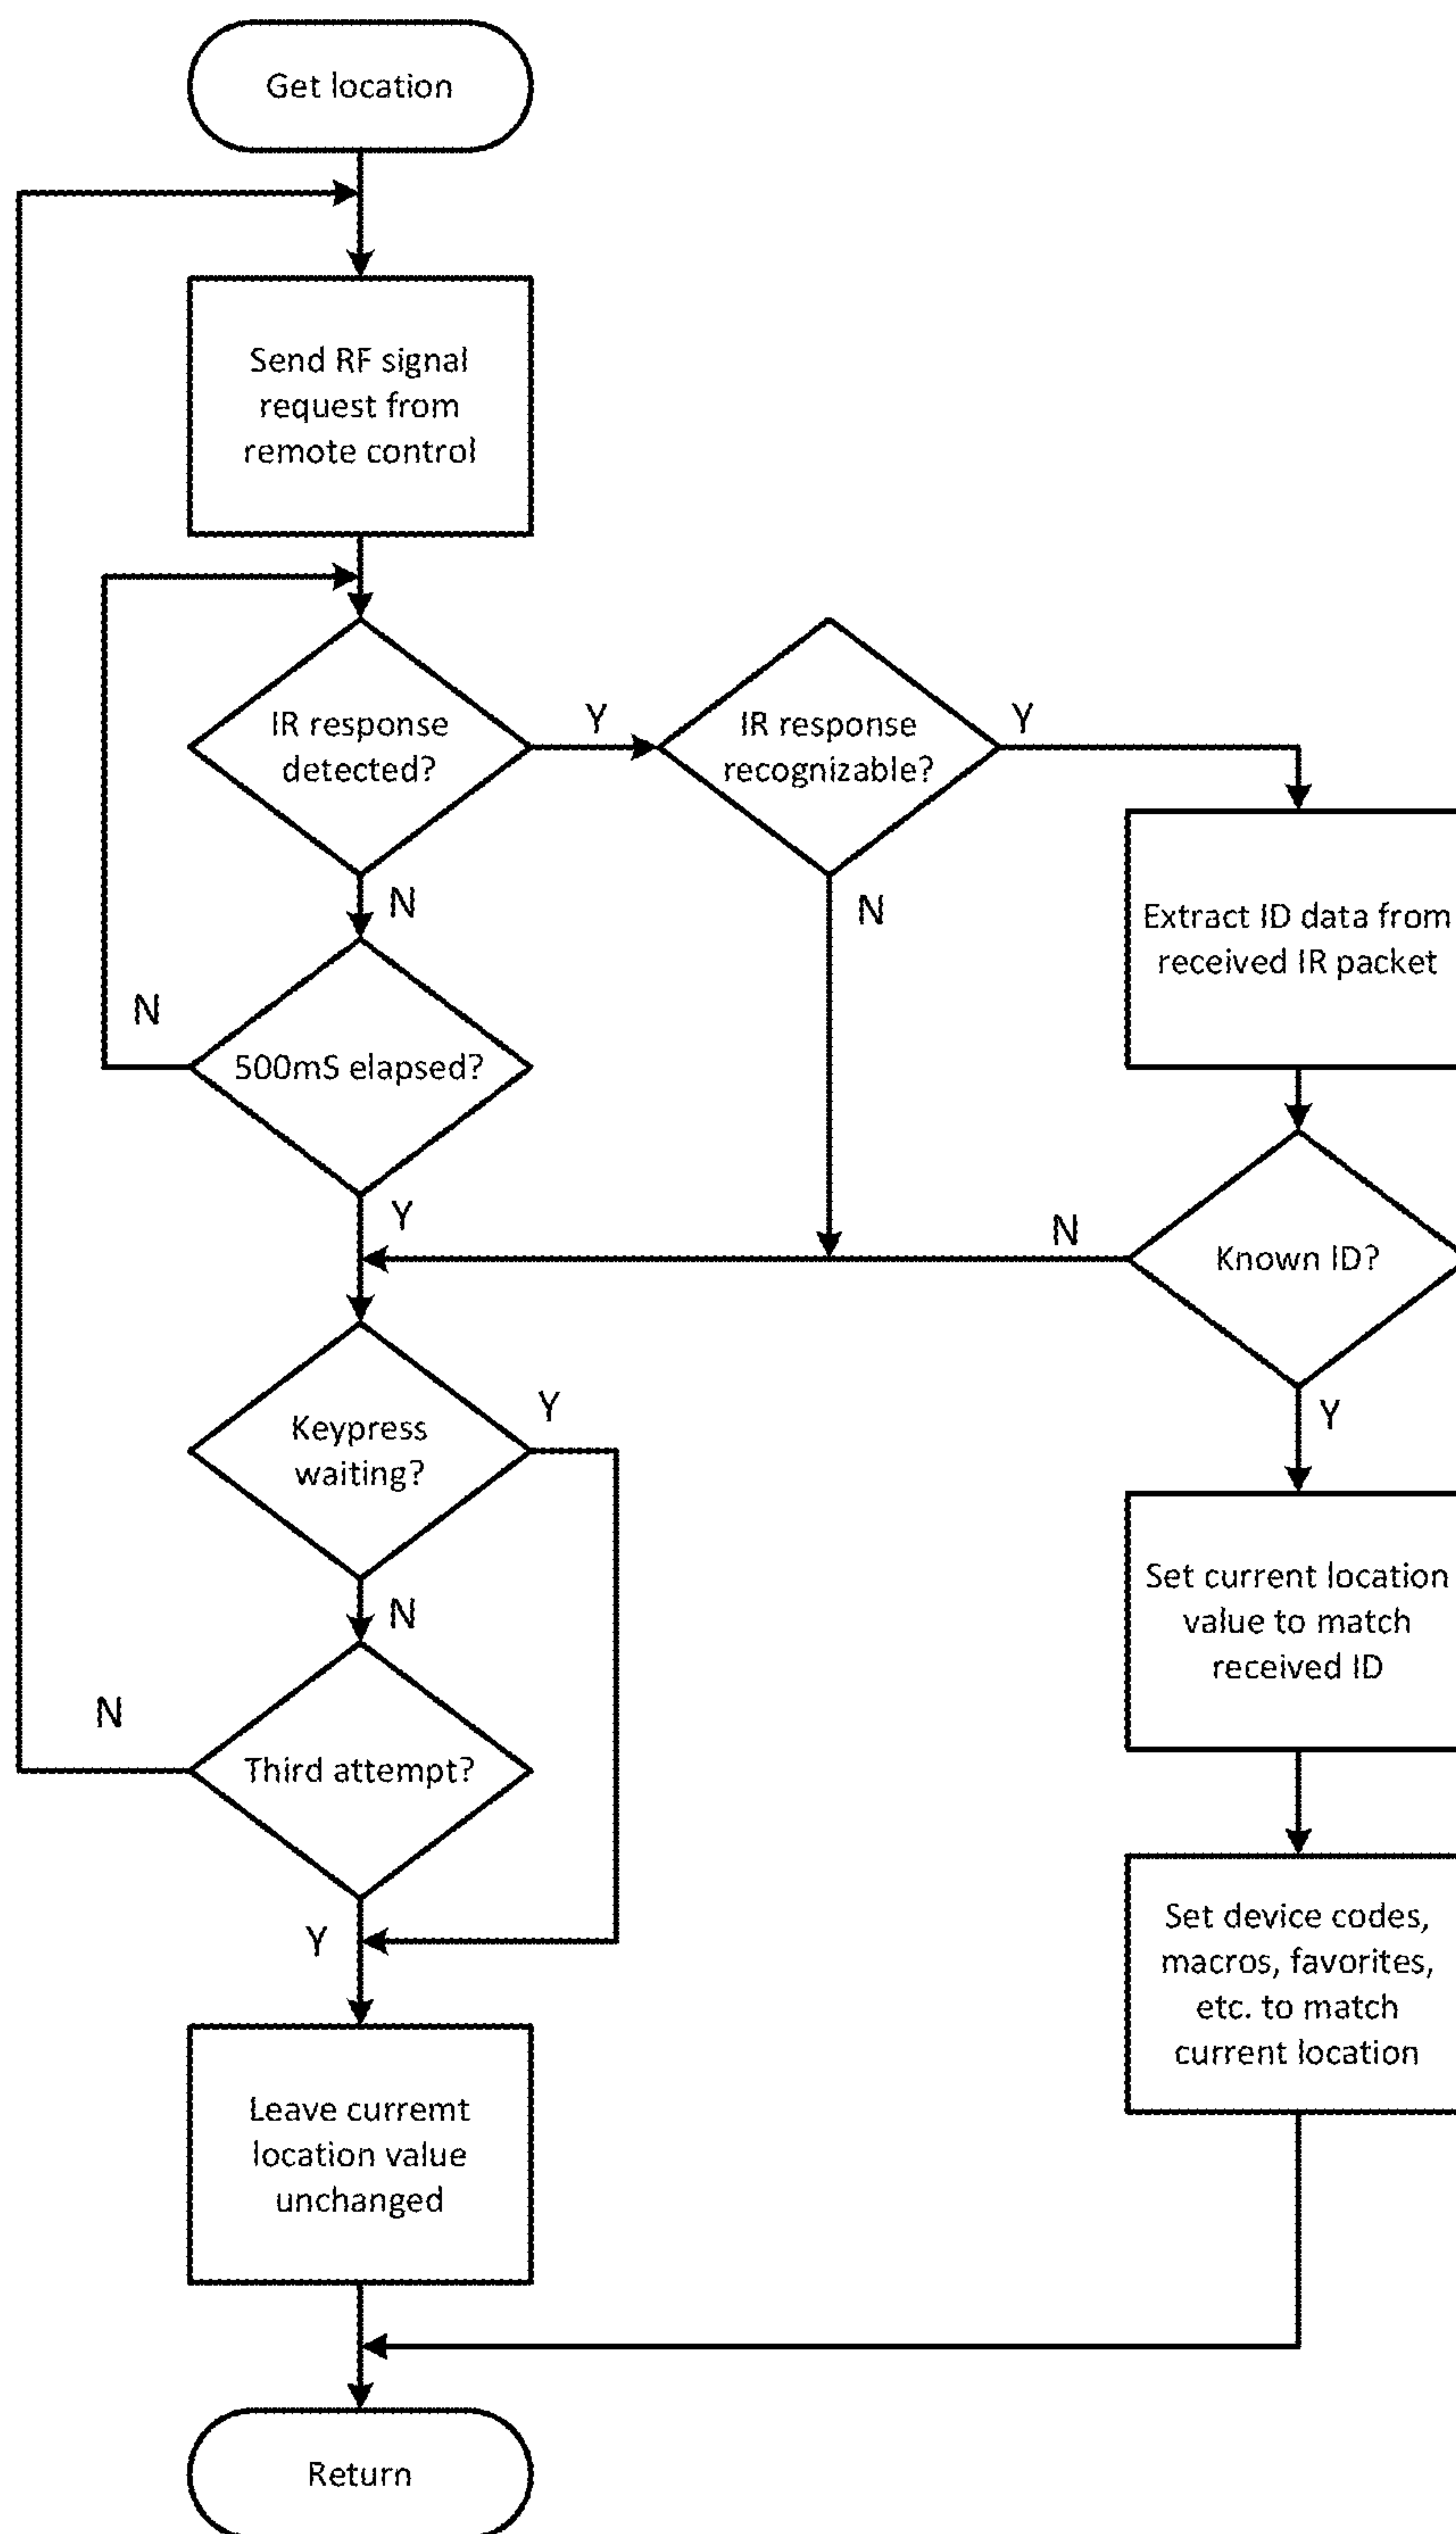 Get location
Send RF signal
request from
remote control
IR response
detected?
Y
IR response
recognizable?
Y
N
N
Extract ID data from
received IR packet
N
500mS elapsed?
Y
N
Known ID?
Y
Keypress
waiting?
Y
N
Set current location
value to match
received ID
N
Third attempt?
Y
Set device codes,
macros, favorites,
etc. to match
current location
Leave curremt
location value
unchanged
Return